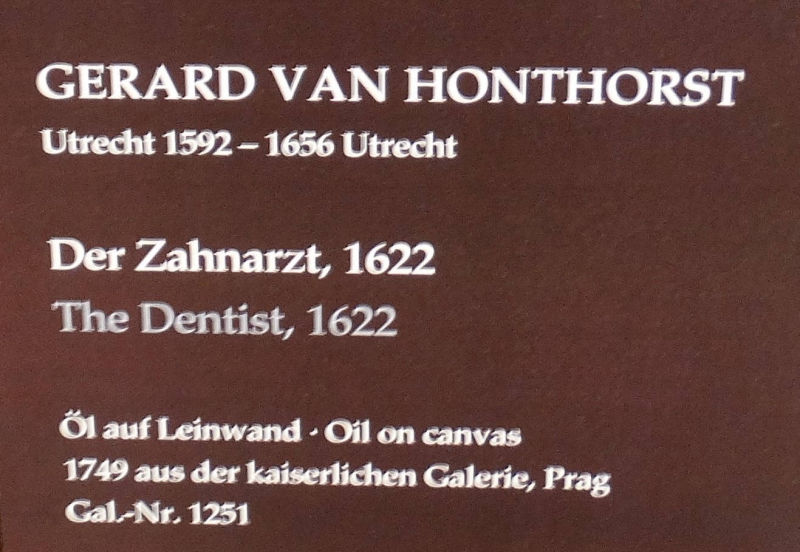 GERARD VAN HONTHORST
Utrecht 1592 – 1656 Utrecht
Der Zahnarzt, 1622
The Dentist, 1622
Öl auf Leinwand · Oil on canvas
1749 aus der kaiserlichen Galerie, Prag
Gal.-Nr. 1251